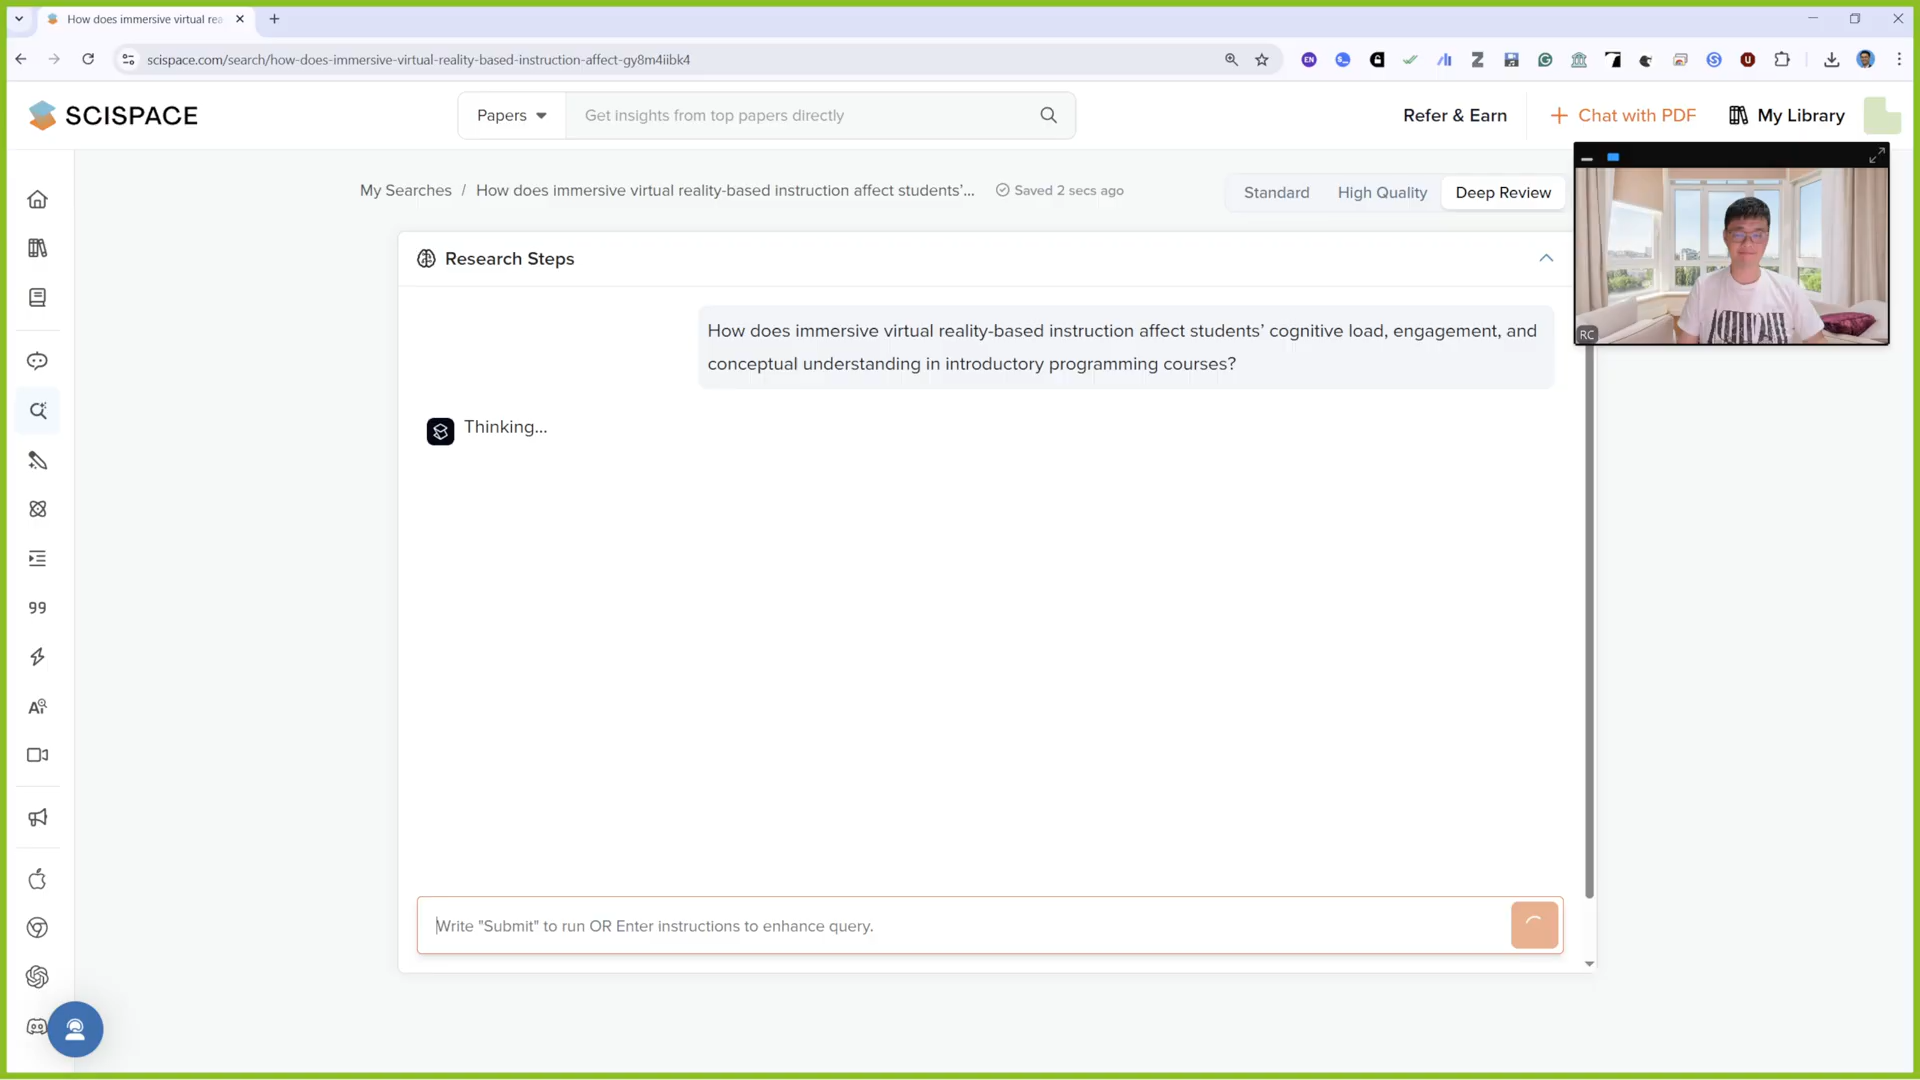 How does immersive virtual rea
scispace.com/search/how-does-immersive-virtual-reality-based-instruction-affect-gy8m4iibk4
EN
SCISPACE
Papers
Get insights from top papers directly
Refer & Earn
Chat with PDF
My Library
My Searches / How does immersive virtual reality-based instruction affect students’...
Saved 2 secs ago
Standard
High Quality
Deep Review
RC
Research Steps
How does immersive virtual reality-based instruction affect students’ cognitive load, engagement, and
conceptual understanding in introductory programming courses?
Thinking...
Write "Submit" to run OR Enter instructions to enhance query.